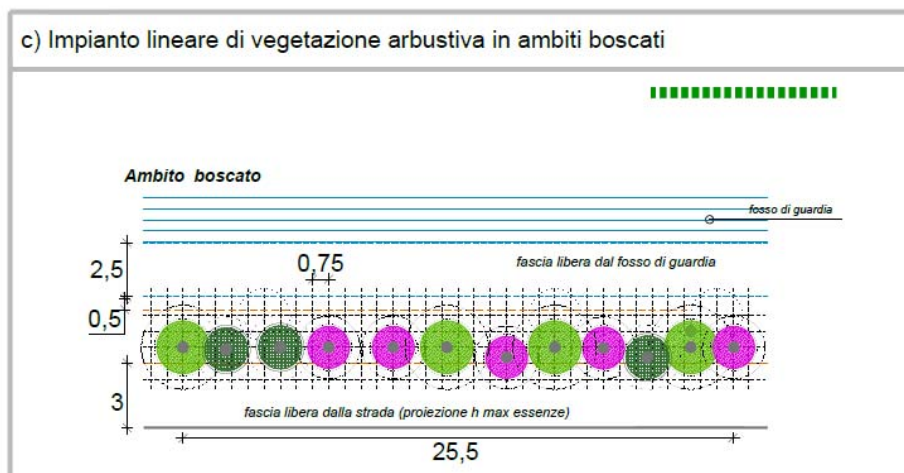 c) Impianto lineare di vegetazione arbustiva in ambiti boscati
Ambito boscato
fosso di guardia
2,5
0,75
fascia libera dal fosso di guardia
0,5
3
fascia libera dalla strada (proiezione h max essenze)
25,5